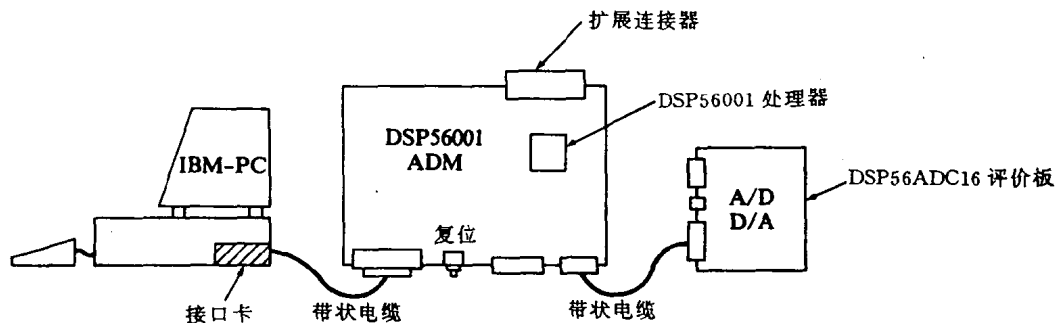 扩展连接器
DSP56001 处理器
DSP56001
ADM
IBM-PC
DSP56ADC16 评价板
A/D
D/A
复位
接口卡
带状电缆
带状电缆